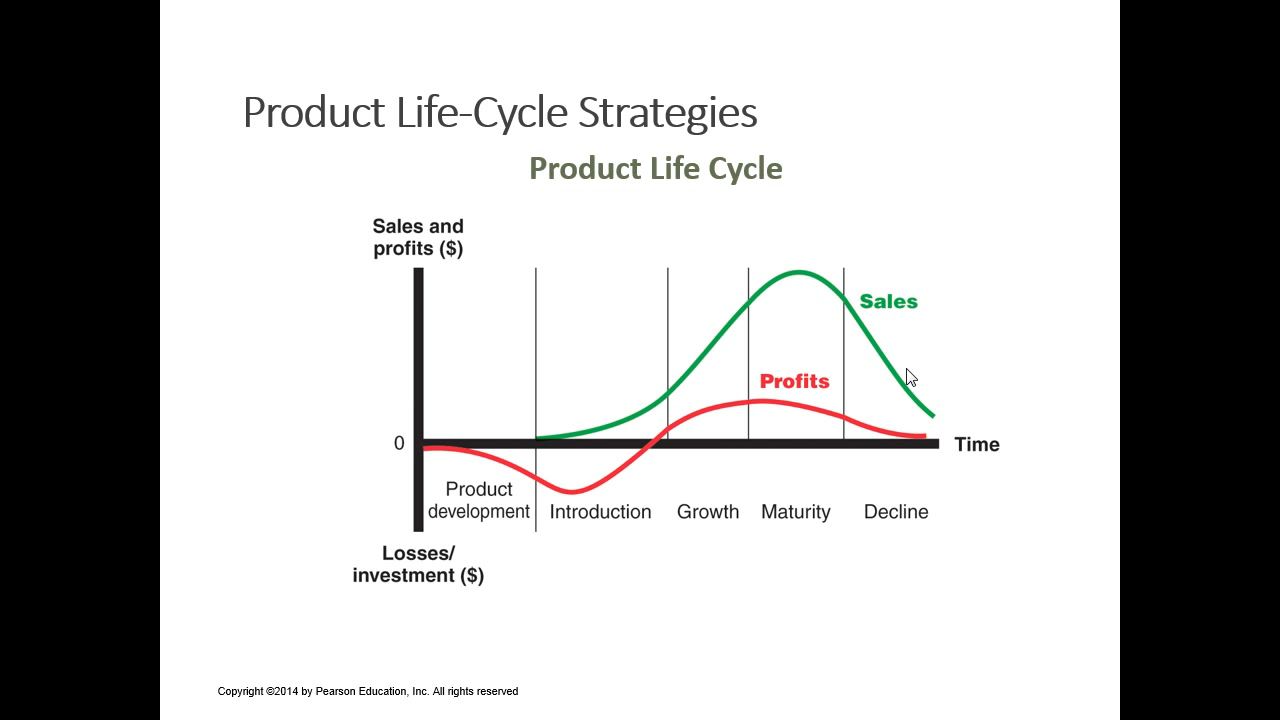 Product Life-Cycle Strategies
Product Life Cycle
Sales and
profits ($)
Sales
Profits
0
Time
Product
development
Introduction
Growth
Maturity
Decline
Losses/
investment ($)
Copyright ©2014 by Pearson Education, Inc. All rights reserved